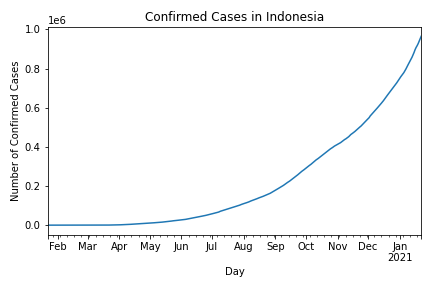 Confirmed Cases in Indonesia
1e6
1.0
0.8
0.6
0.4
0.2
0.0
Number of Confirmed Cases
Feb Mar Apr May Jun Jul Aug Sep Oct Nov Dec Jan
2021
Day